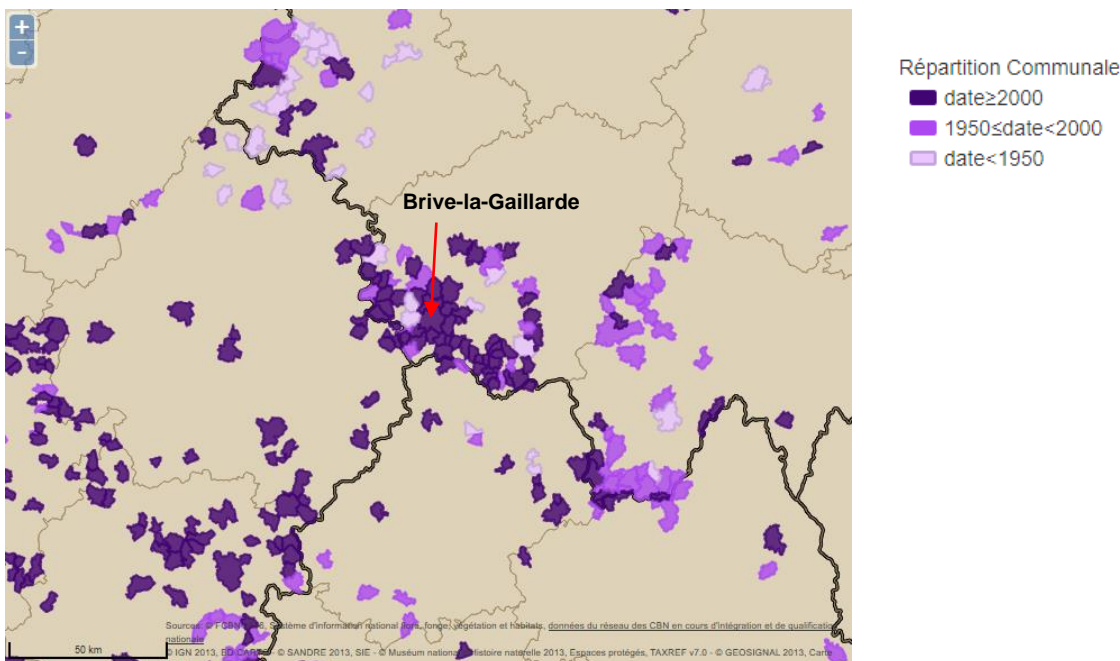 +
-
Répartition Communale
date≥2000
1950≤date<2000
date<1950
Brive-la-Gaillarde
Sources: © FCBN Système d'information national flore, fonge, végétation et habitats, données du réseau des CBN en cours d'intégration et de qualification
nationale
50 km
© IGN 2013, BD CARTO - © SANDRE 2013, SIE - © Muséum national d'Histoire naturelle 2013, Espaces protégés, TAXREF v7.0 - © GEOSIGNAL 2013, Carte